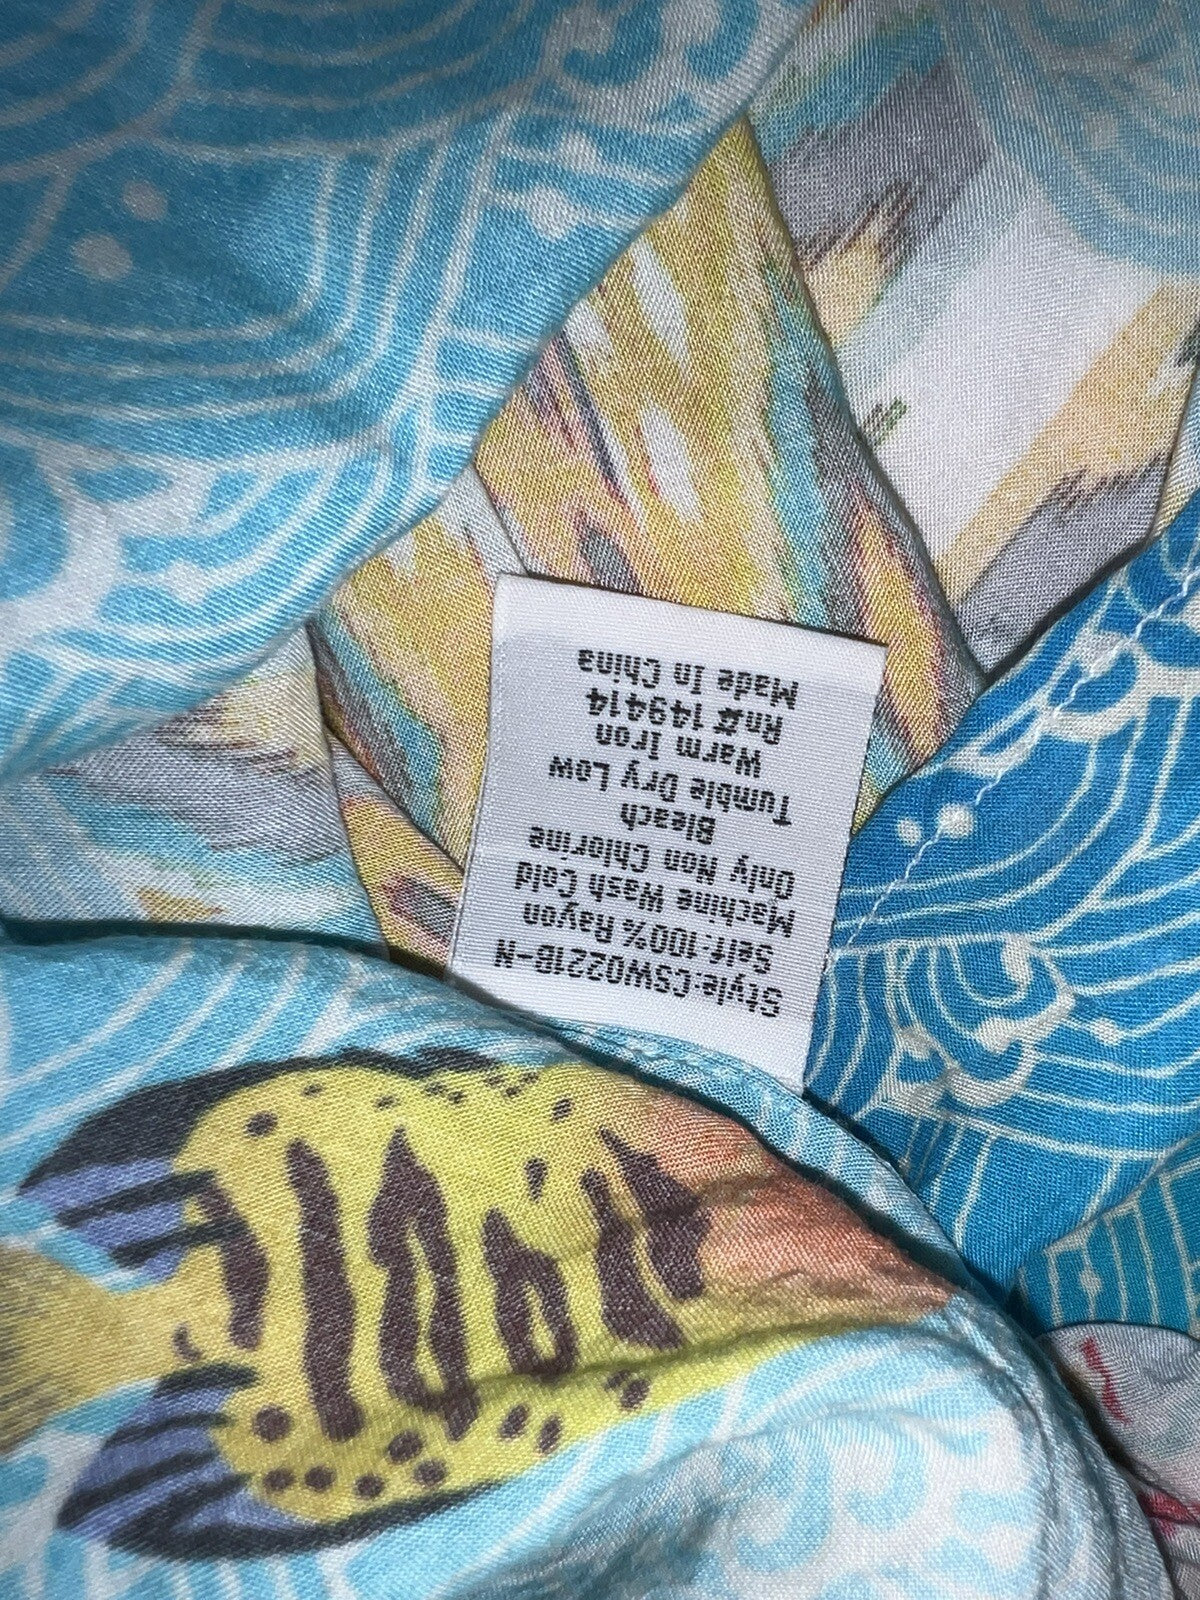 Style:CSW0221B-N
Self:100% Rayon
Machine Wash Cold
Only Non Chlorine
Bleach
Tumble Dry Low
Warm Iron
Rn# 149414
Made In China